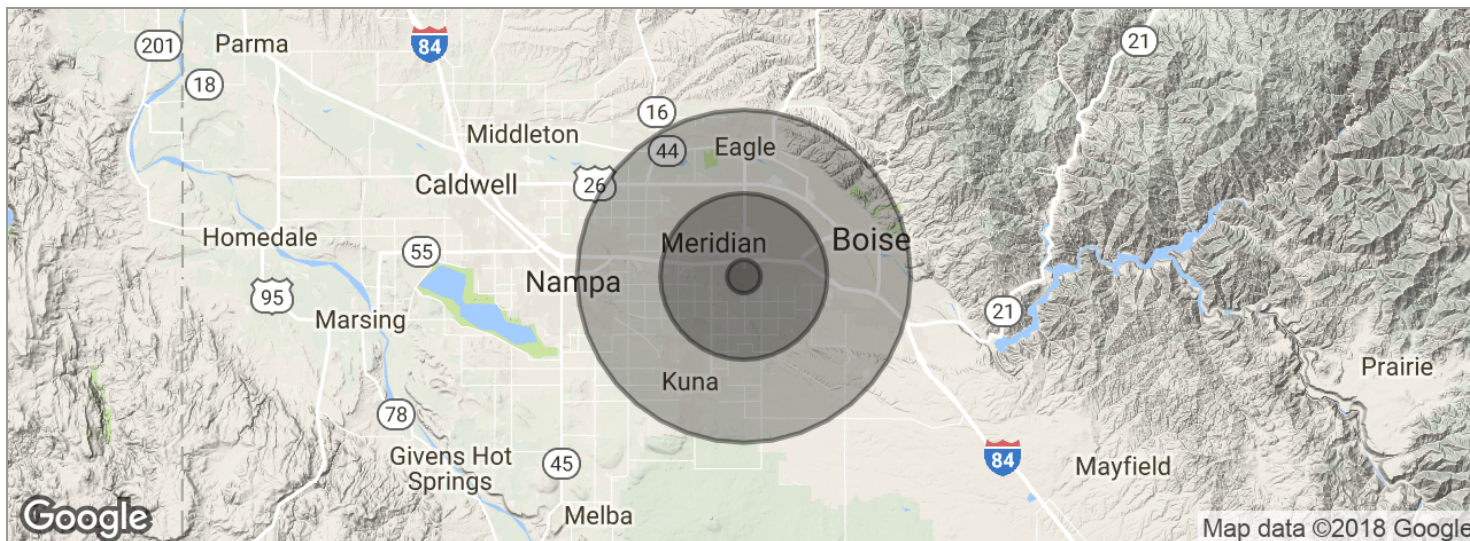 201
Parma
84
21
18
16
Middleton
44
Eagle
Caldwell
26
Homedale
55
Meridian
Boise
Nampa
95
Marsing
21
Kuna
Prairie
78
Givens Hot
Springs
45
84
Mayfield
Melba
Google
Map data ©2018 Google